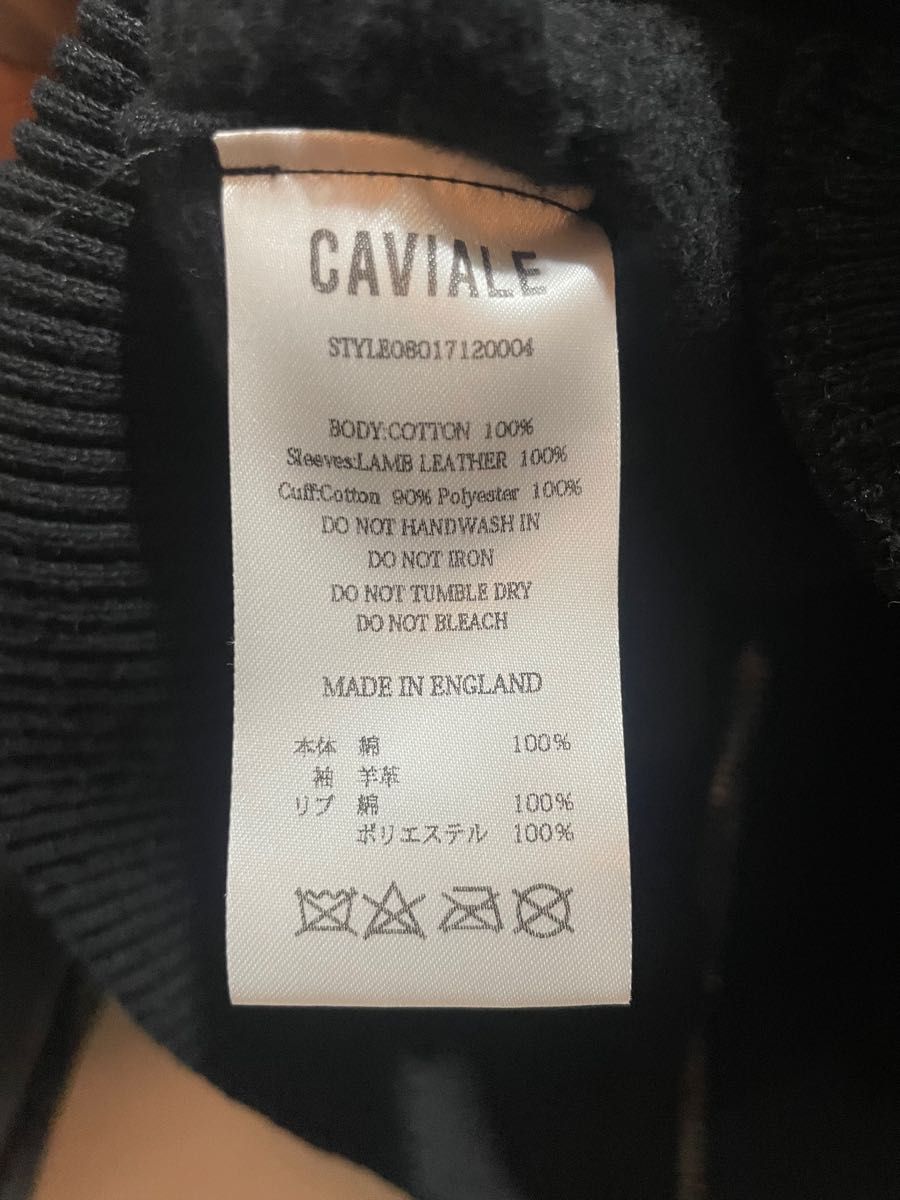 CAVIALE
STYLE08017120004
BODY:COTTON 100%
Sleeves:LAMB LEATHER 100%
Cuff:Cotton 90% Polyester 100%
DO NOT HANDWASH IN
DO NOT IRON
DO NOT TUMBLE DRY
DO NOT BLEACH
MADE IN ENGLAND
本体 綿 100%
袖 羊革
リブ 綿 100%
ポリエステル 100%